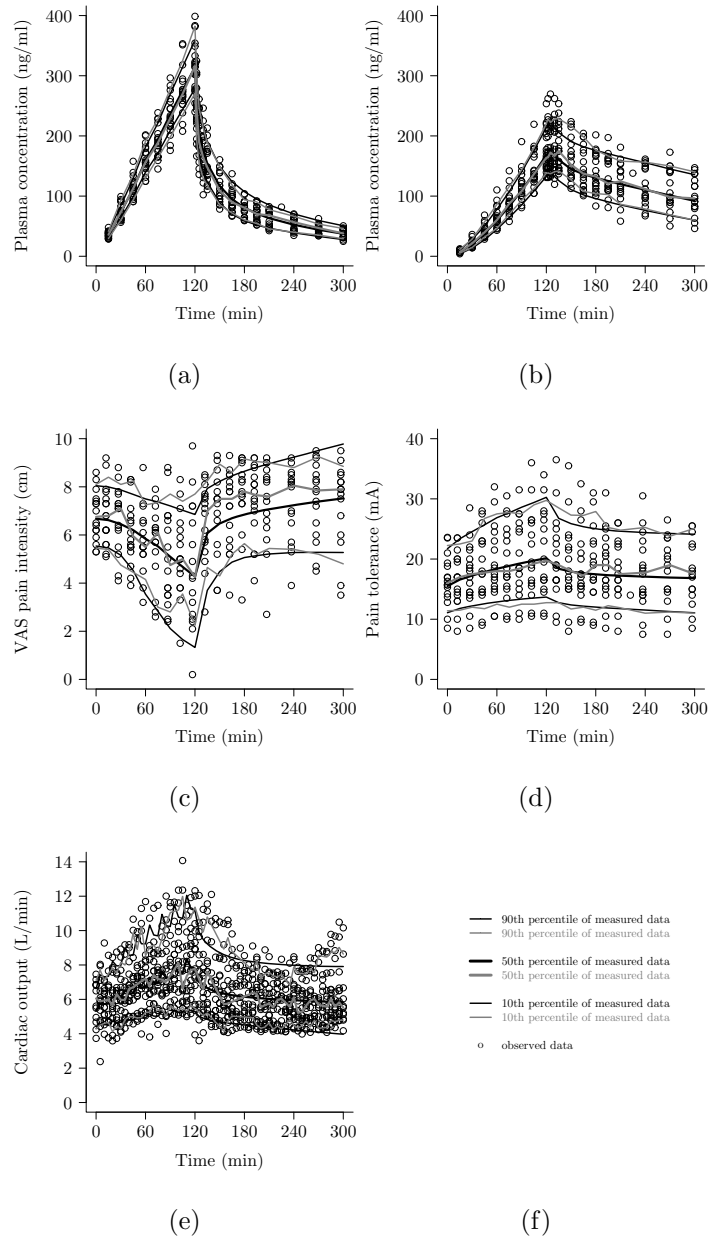 400
300
200
100
0
Plasma concentration (ng/ml)
0 60 120 180 240 300
Time (min)
(a)
400
300
200
100
0
Plasma concentration (ng/ml)
0 60 120 180 240 300
Time (min)
(b)
10
8
6
4
2
0
VAS pain intensity (cm)
0 60 120 180 240 300
Time (min)
(c)
40
30
20
10
0
Pain tolerance (mA)
0 60 120 180 240 300
Time (min)
(d)
14
12
10
8
6
4
2
0
Cardiac output (L/min)
0 60 120 180 240 300
Time (min)
(e)
90th percentile of measured data
90th percentile of measured data
50th percentile of measured data
50th percentile of measured data
10th percentile of measured data
10th percentile of measured data
observed data
(f)